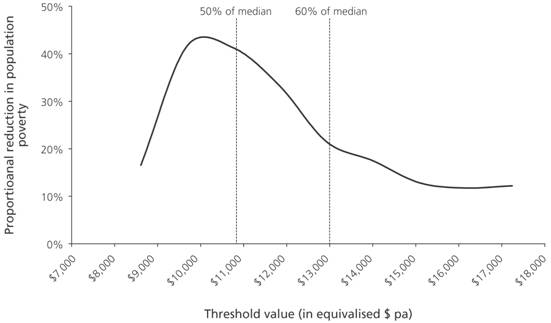 50% of median 60% of median
Proportioanal reduction in population
poverty
50%
40%
30%
20%
10%
0%
$7,000 $8,000 $9,000 $10,000 $11,000 $12,000 $13,000 $14,000 $15,000 $16,000 $17,000 $18,000
Threshold value (in equivalised $ pa)